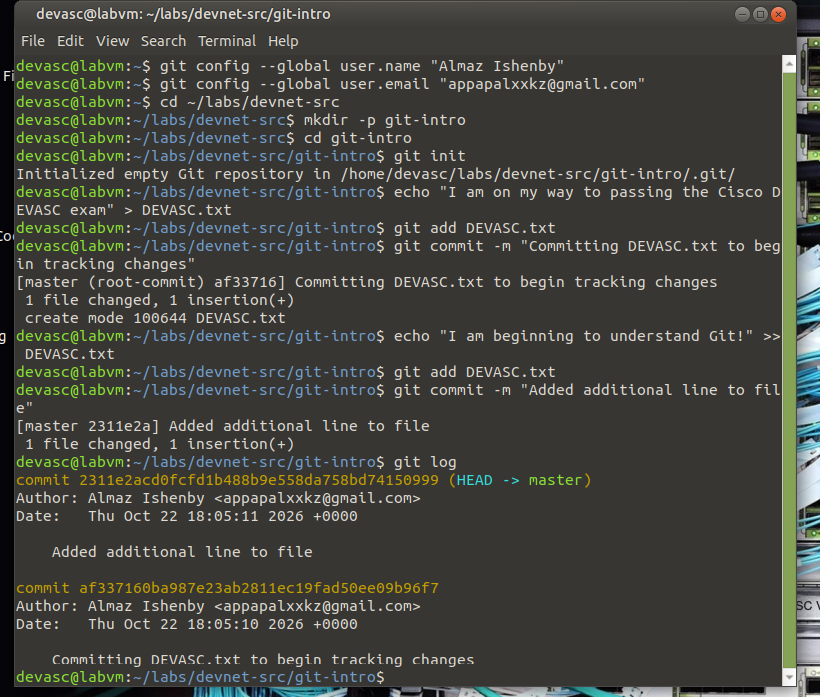 devasc@labvm: ~/labs/devnet-src/git-intro
File Edit View Search Terminal Help
devasc@labvm:~$ git config --global user.name "Almaz Ishenby"
devasc@labvm:~$ git config --global user.email "appapalxxkz@gmail.com"
devasc@labvm:~$ cd ~/labs/devnet-src
devasc@labvm:~/labs/devnet-src$ mkdir -p git-intro
devasc@labvm:~/labs/devnet-src$ cd git-intro
devasc@labvm:~/labs/devnet-src/git-intro$ git init
Initialized empty Git repository in /home/devasc/labs/devnet-src/git-intro/.git/
devasc@labvm:~/labs/devnet-src/git-intro$ echo "I am on my way to passing the Cisco D
EVASC exam" > DEVASC.txt
devasc@labvm:~/labs/devnet-src/git-intro$ git add DEVASC.txt
devasc@labvm:~/labs/devnet-src/git-intro$ git commit -m "Committing DEVASC.txt to beg
in tracking changes"
[master (root-commit) af33716] Committing DEVASC.txt to begin tracking changes
 1 file changed, 1 insertion(+)
 create mode 100644 DEVASC.txt
devasc@labvm:~/labs/devnet-src/git-intro$ echo "I am beginning to understand Git!" >>
 DEVASC.txt
devasc@labvm:~/labs/devnet-src/git-intro$ git add DEVASC.txt
devasc@labvm:~/labs/devnet-src/git-intro$ git commit -m "Added additional line to fil
e"
[master 2311e2a] Added additional line to file
 1 file changed, 1 insertion(+)
devasc@labvm:~/labs/devnet-src/git-intro$ git log
commit 2311e2acd0fcfd1b488b9e558da758bd74150999 (HEAD -> master)
Author: Almaz Ishenby <appapalxxkz@gmail.com>
Date:   Thu Oct 22 18:05:11 2026 +0000

    Added additional line to file

commit af337160ba987e23ab2811ec19fad50ee09b96f7
Author: Almaz Ishenby <appapalxxkz@gmail.com>
Date:   Thu Oct 22 18:05:10 2026 +0000

    Committing DEVASC.txt to begin tracking changes
devasc@labvm:~/labs/devnet-src/git-intro$